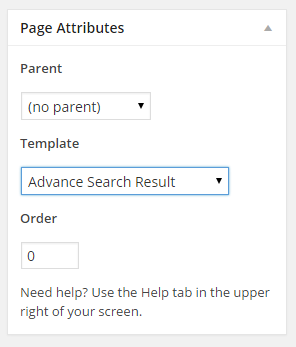 Page Attributes
Parent
(no parent)
Template
Advance Search Result
Order
0
Need help? Use the Help tab in the upper
right of your screen.